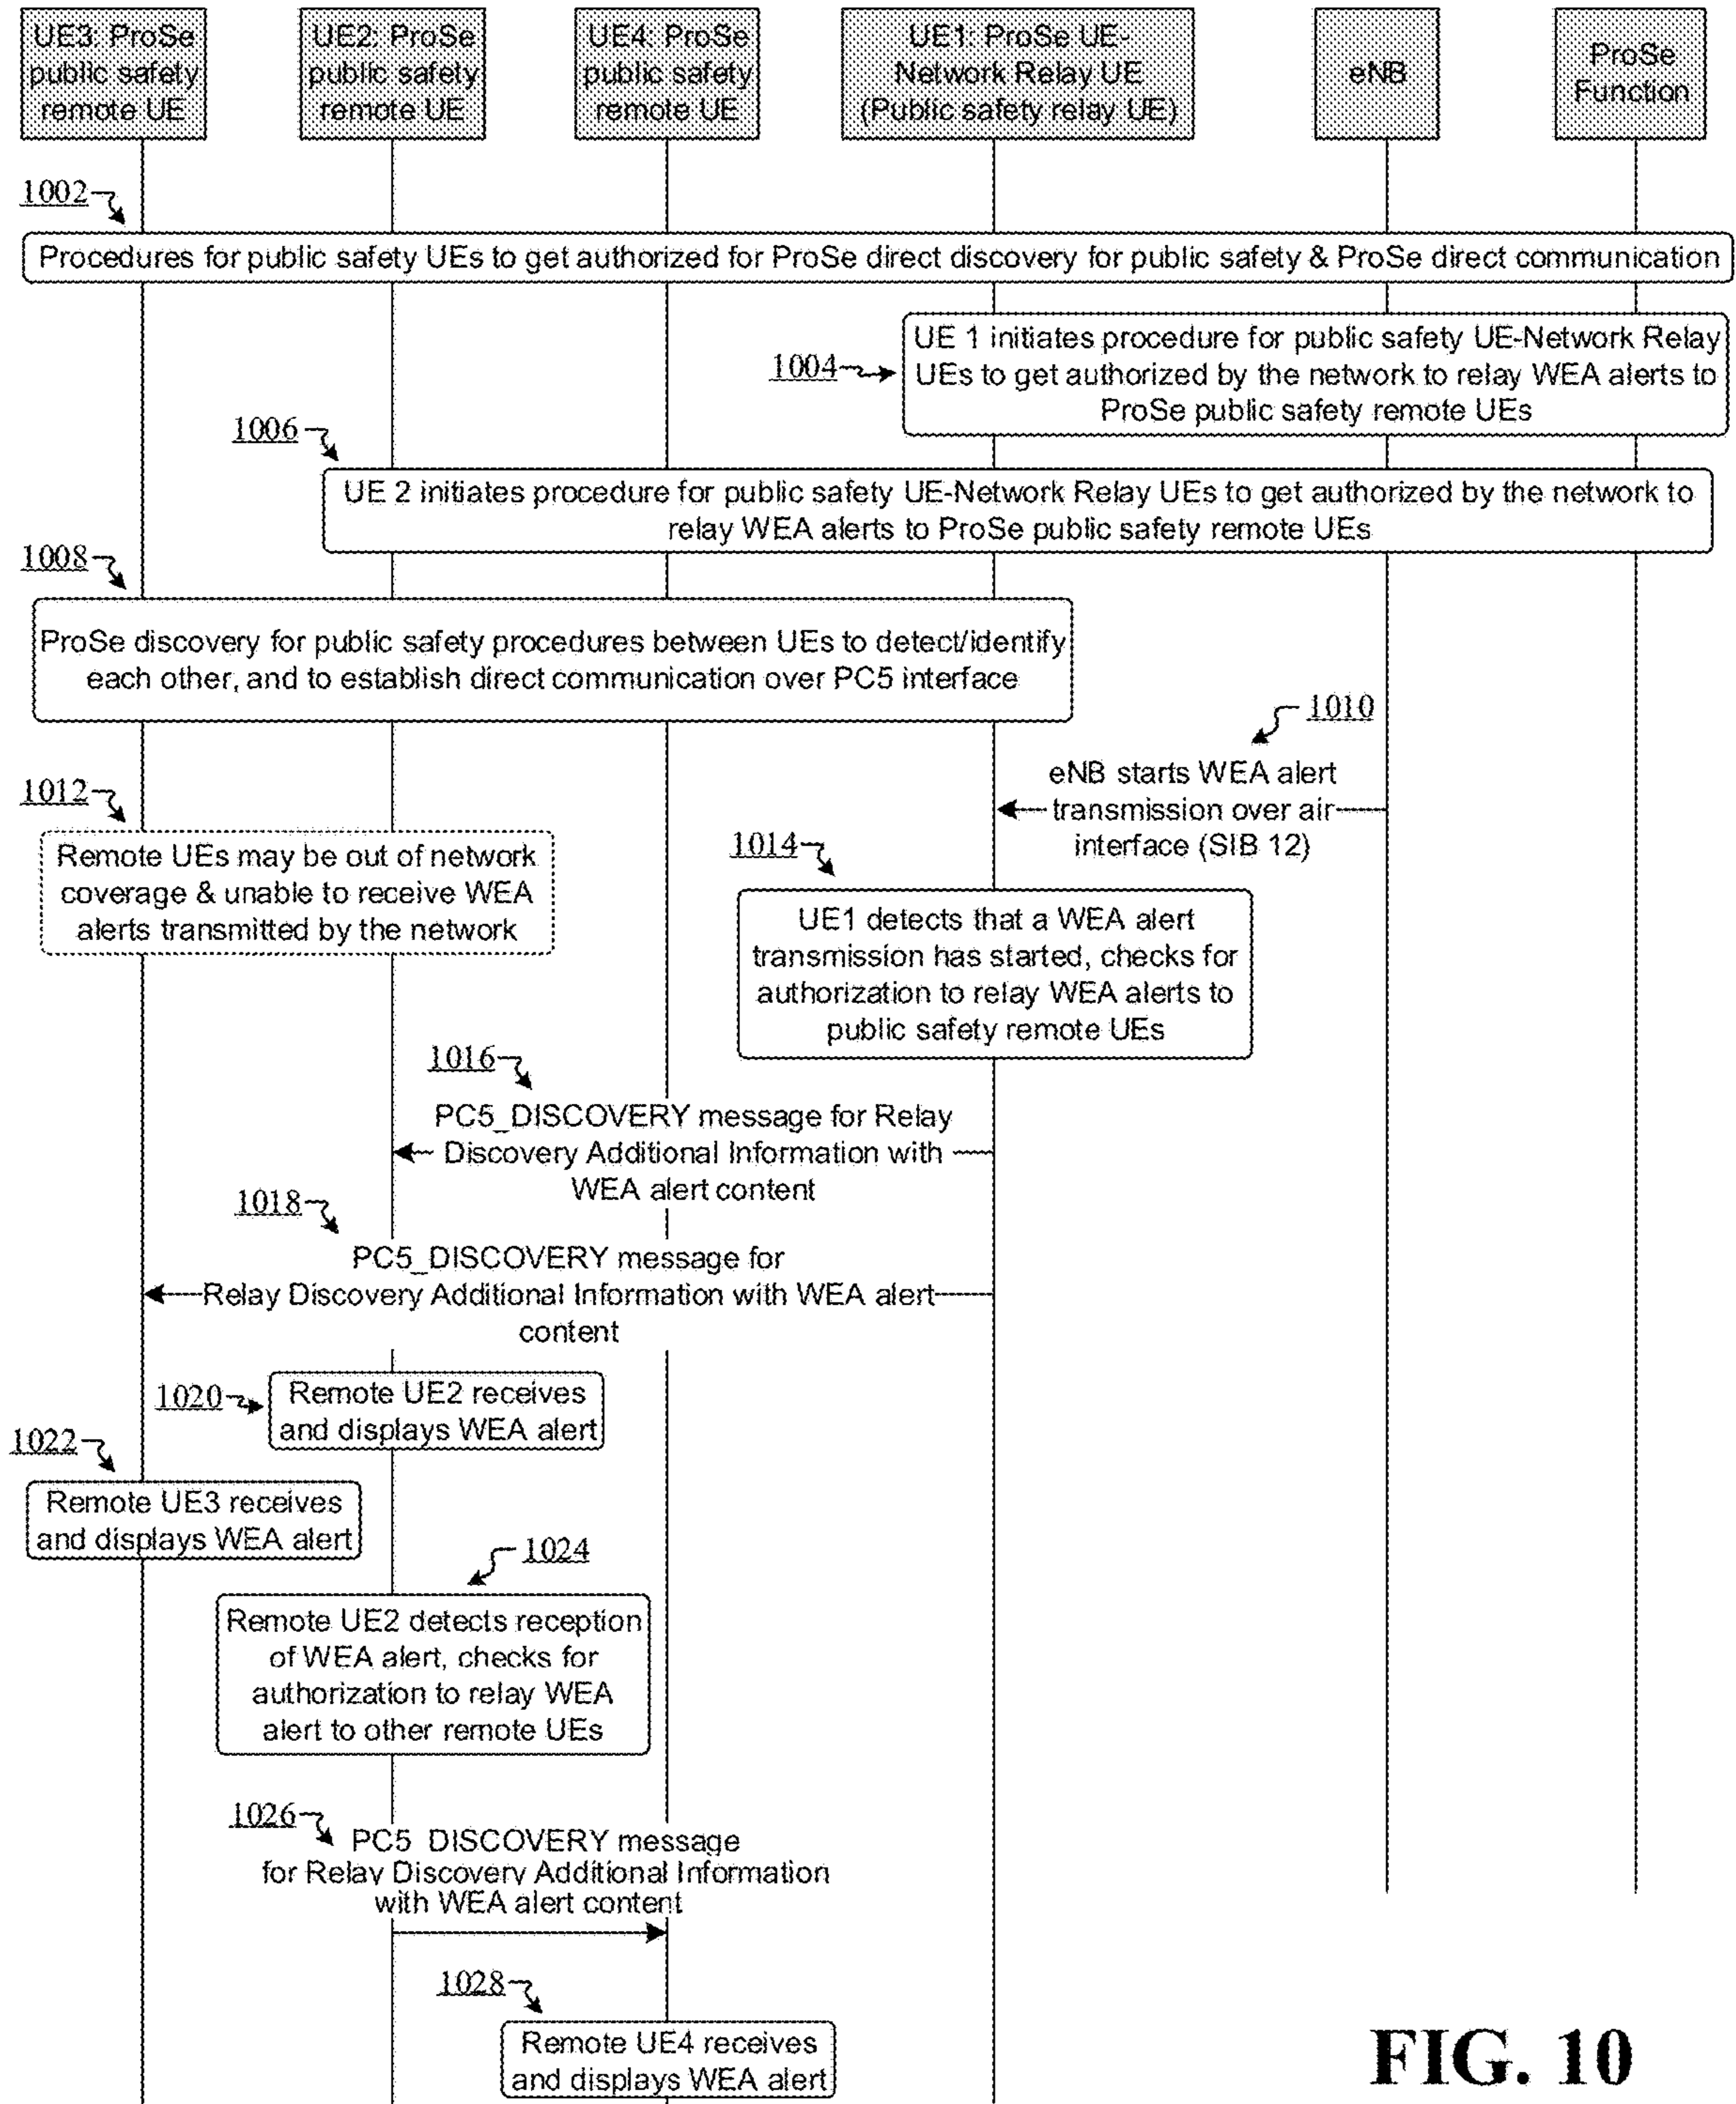 UE3: ProSe
public safety
remote UE
UE2: ProSe
public safety
remote UE
UE4: ProSe
public safety
remote UE
UE1: ProSe UE-
Network Relay UE
(Public safety relay UE)
eNB
ProSe
Function
1002
Procedures for public safety UEs to get authorized for ProSe direct discovery for public safety & ProSe direct communication
1004
UE 1 initiates procedure for public safety UE-Network Relay
UEs to get authorized by the network to relay WEA alerts to
ProSe public safety remote UEs
1006
UE 2 initiates procedure for public safety UE-Network Relay UEs to get authorized by the network to
relay WEA alerts to ProSe public safety remote UEs
1008
ProSe discovery for public safety procedures between UEs to detect/identify
each other, and to establish direct communication over PC5 interface
1010
eNB starts WEA alert
transmission over air
interface (SIB 12)
1012
Remote UEs may be out of network
coverage & unable to receive WEA
alerts transmitted by the network
1014
UE1 detects that a WEA alert
transmission has started, checks for
authorization to relay WEA alerts to
public safety remote UEs
1016
PC5_DISCOVERY message for Relay
Discovery Additional Information with
WEA alert content
1018
PC5_DISCOVERY message for
Relay Discovery Additional Information with WEA alert
content
1020
Remote UE2 receives
and displays WEA alert
1022
Remote UE3 receives
and displays WEA alert
1024
Remote UE2 detects reception
of WEA alert, checks for
authorization to relay WEA
alert to other remote UEs
1026
PC5_DISCOVERY message
for Relay Discovery Additional Information
with WEA alert content
1028
Remote UE4 receives
and displays WEA alert
FIG. 10